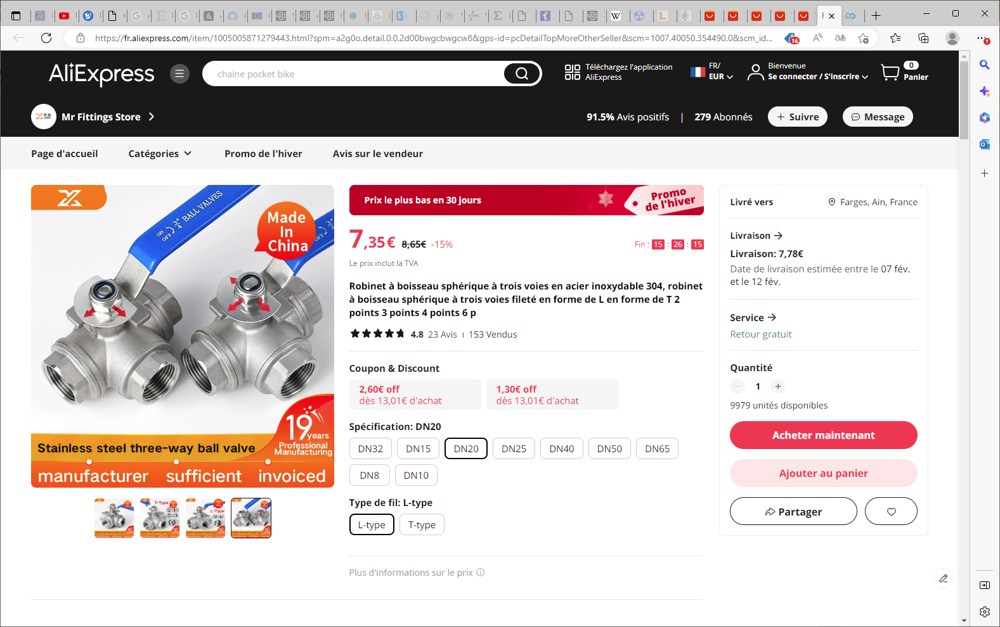 https://fr.aliexpress.com/item/1005005871279443.html?spm=a2g0o.detail.0.0.2d00bwgcbwgcw8&gps-id=pcDetailTopMoreOtherSeller&scm=1007.40050.354490.0&scm_id...
16
1
AliExpress
chaine pocket bike
Téléchargez l'application
AliExpress
FR/
EUR
Bienvenue
Se connecter / S'inscrire
0
Panier
Mr Fittings Store
91.5% Avis positifs
279 Abonnés
Suivre
Message
Page d'accueil
Catégories
Promo de l'hiver
Avis sur le vendeur
ON
OFF
3"
4
BALL VALVES
Made
In
China
19
years
Professional
Manufacturing
Stainless steel three-way ball valve
manufacturer sufficient invoiced
T-Type
L-Type
Prix le plus bas en 30 jours
Promo
de l'hiver
7,35€ 8,65€ -15%
Fin : 15 : 26 : 15
Le prix inclut la TVA
Robinet à boisseau sphérique à trois voies en acier inoxydable 304, robinet
à boisseau sphérique à trois voies fileté en forme de L en forme de T 2
points 3 points 4 points 6 p
4.8 23 Avis 153 Vendus
Coupon & Discount
2,60€ off
dès 13,01€ d'achat
1,30€ off
dès 13,01€ d'achat
Spécification: DN20
DN32 DN15 DN20 DN25 DN40 DN50 DN65
DN8 DN10
Type de fil: L-type
L-type T-type
Plus d'informations sur le prix
Livré vers
Farges, Ain, France
Livraison
Livraison: 7,78€
Date de livraison estimée entre le 07 fév.
et le 12 fév.
Service
Retour gratuit
Quantité
1
9979 unités disponibles
Acheter maintenant
Ajouter au panier
Partager